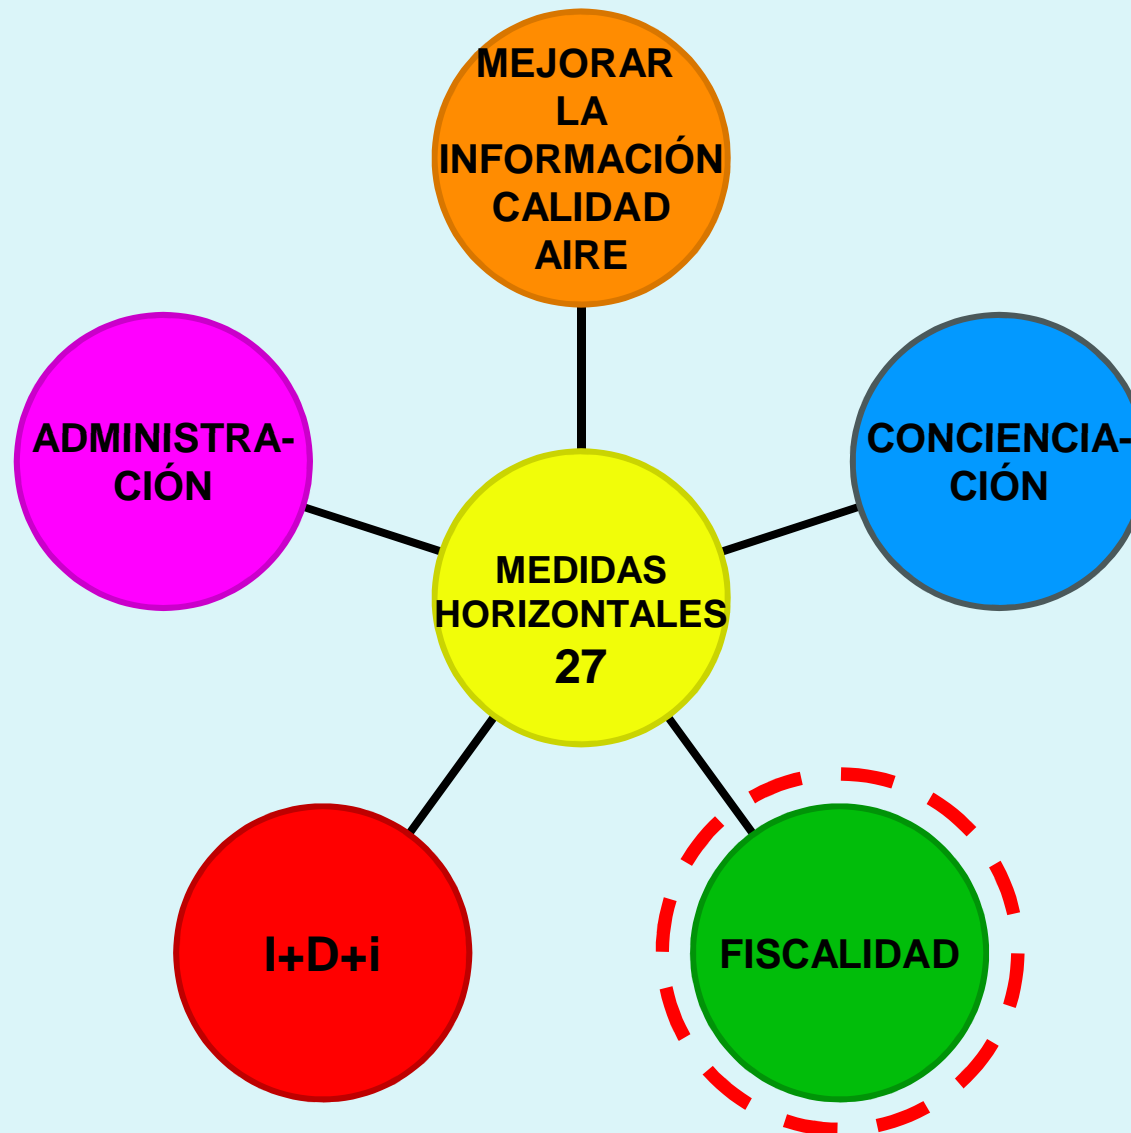 MEJORAR
LA
INFORMACIÓN
CALIDAD
AIRE
ADMINISTRA-
CIÓN
CONCIENCIA-
CIÓN
MEDIDAS
HORIZONTALES
27
I+D+i
FISCALIDAD